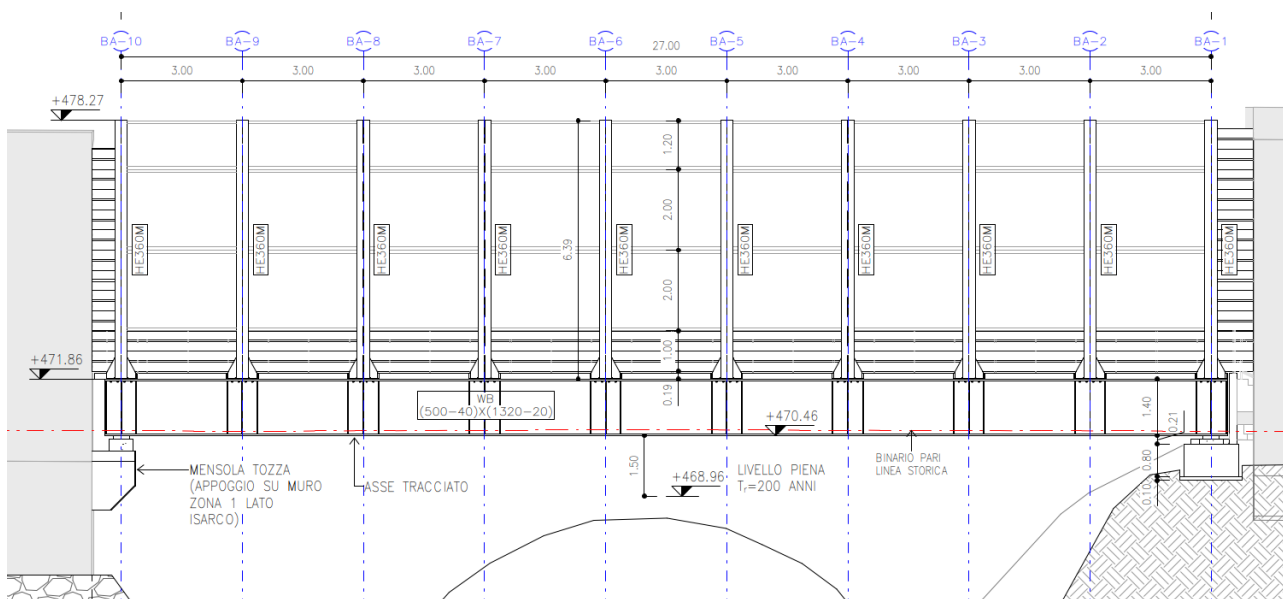 BA-10 BA-9 BA-8 BA-7 BA-6 BA-5 BA-4 BA-3 BA-2 BA-1
27.00
3.00 3.00 3.00 3.00 3.00 3.00 3.00 3.00 3.00
+478.27
1.20
2.00
6.39
HE360M HE360M HE360M HE360M HE360M HE360M HE360M HE360M HE360M HE360M
2.00
1.00
+471.86
0.19
WB
(500-40)X(1320-20)
1.40
+470.46
0.21
BINARIO PARI
LINEA STORICA
0.80
0.10
1.50
+468.96
LIVELLO PIENA
Tr=200 ANNI
MENSOLA TOZZA
(APPOGGIO SU MURO
ZONA 1 LATO
ISARCO)
ASSE TRACCIATO